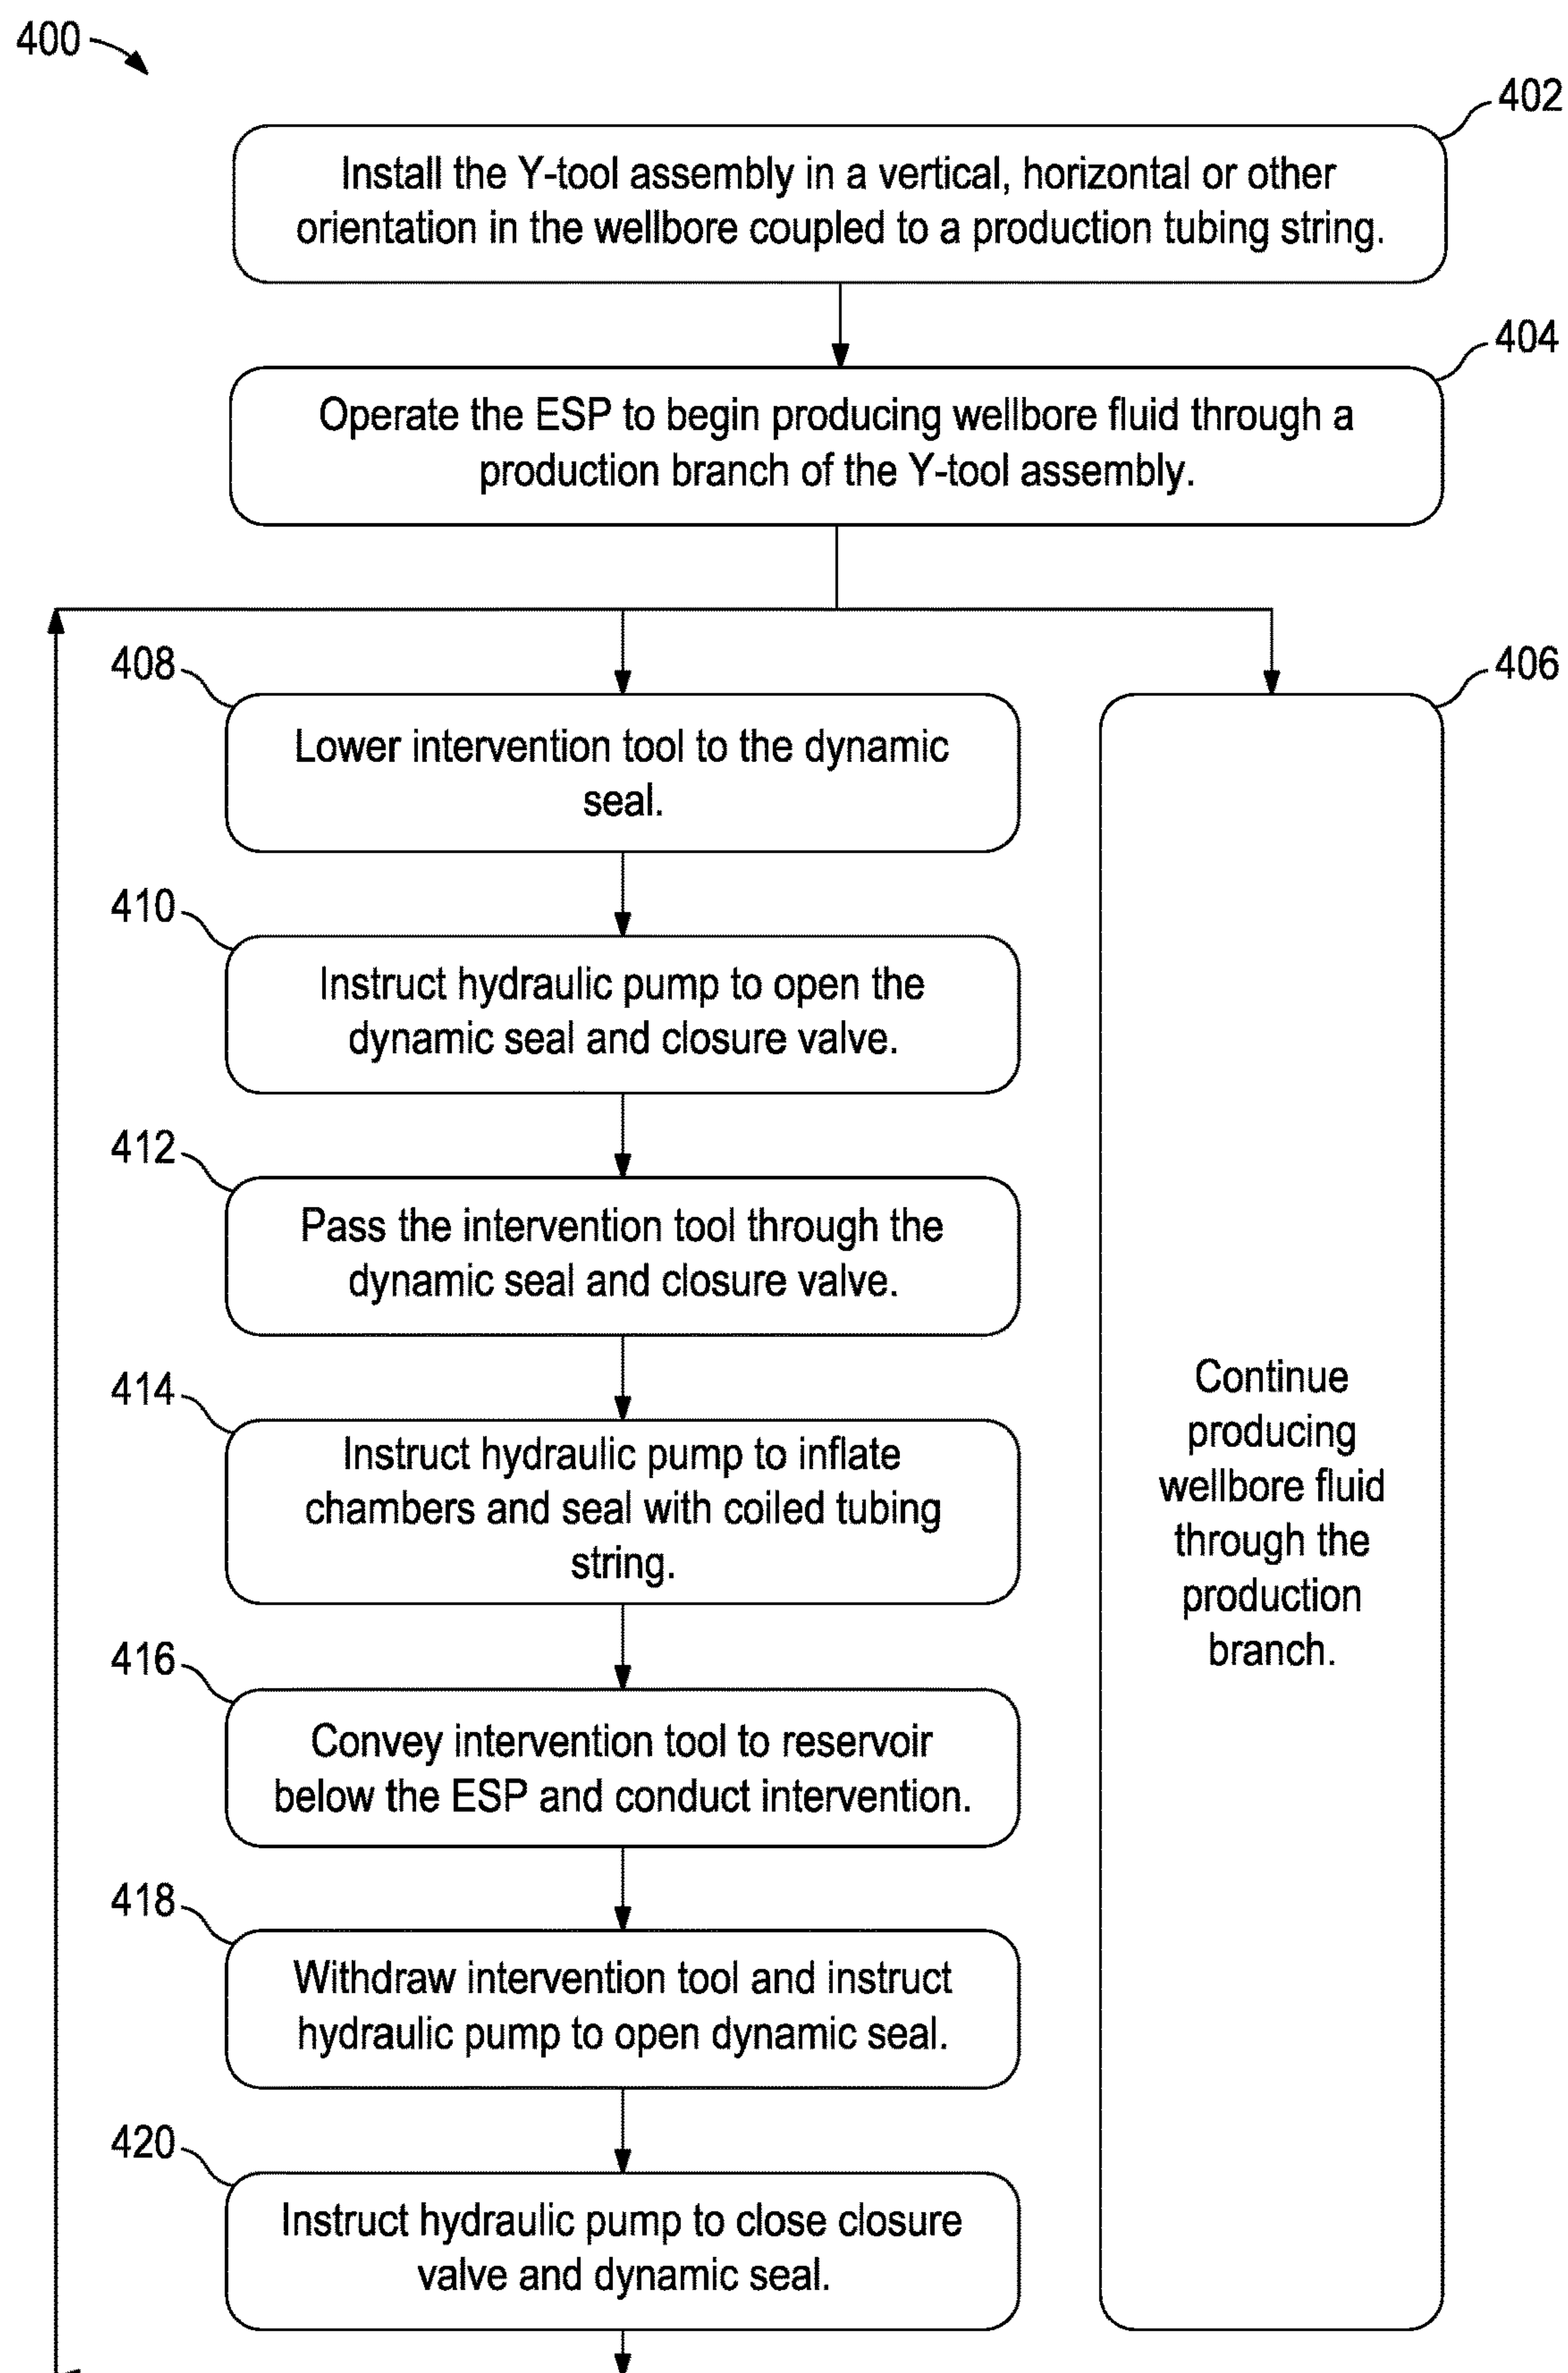 400
402
Install the Y-tool assembly in a vertical, horizontal or other
orientation in the wellbore coupled to a production tubing string.
404
Operate the ESP to begin producing wellbore fluid through a
production branch of the Y-tool assembly.
408
Lower intervention tool to the dynamic
seal.
410
Instruct hydraulic pump to open the
dynamic seal and closure valve.
412
Pass the intervention tool through the
dynamic seal and closure valve.
414
Instruct hydraulic pump to inflate
chambers and seal with coiled tubing
string.
416
Convey intervention tool to reservoir
below the ESP and conduct intervention.
418
Withdraw intervention tool and instruct
hydraulic pump to open dynamic seal.
420
Instruct hydraulic pump to close closure
valve and dynamic seal.
406
Continue
producing
wellbore fluid
through the
production
branch.